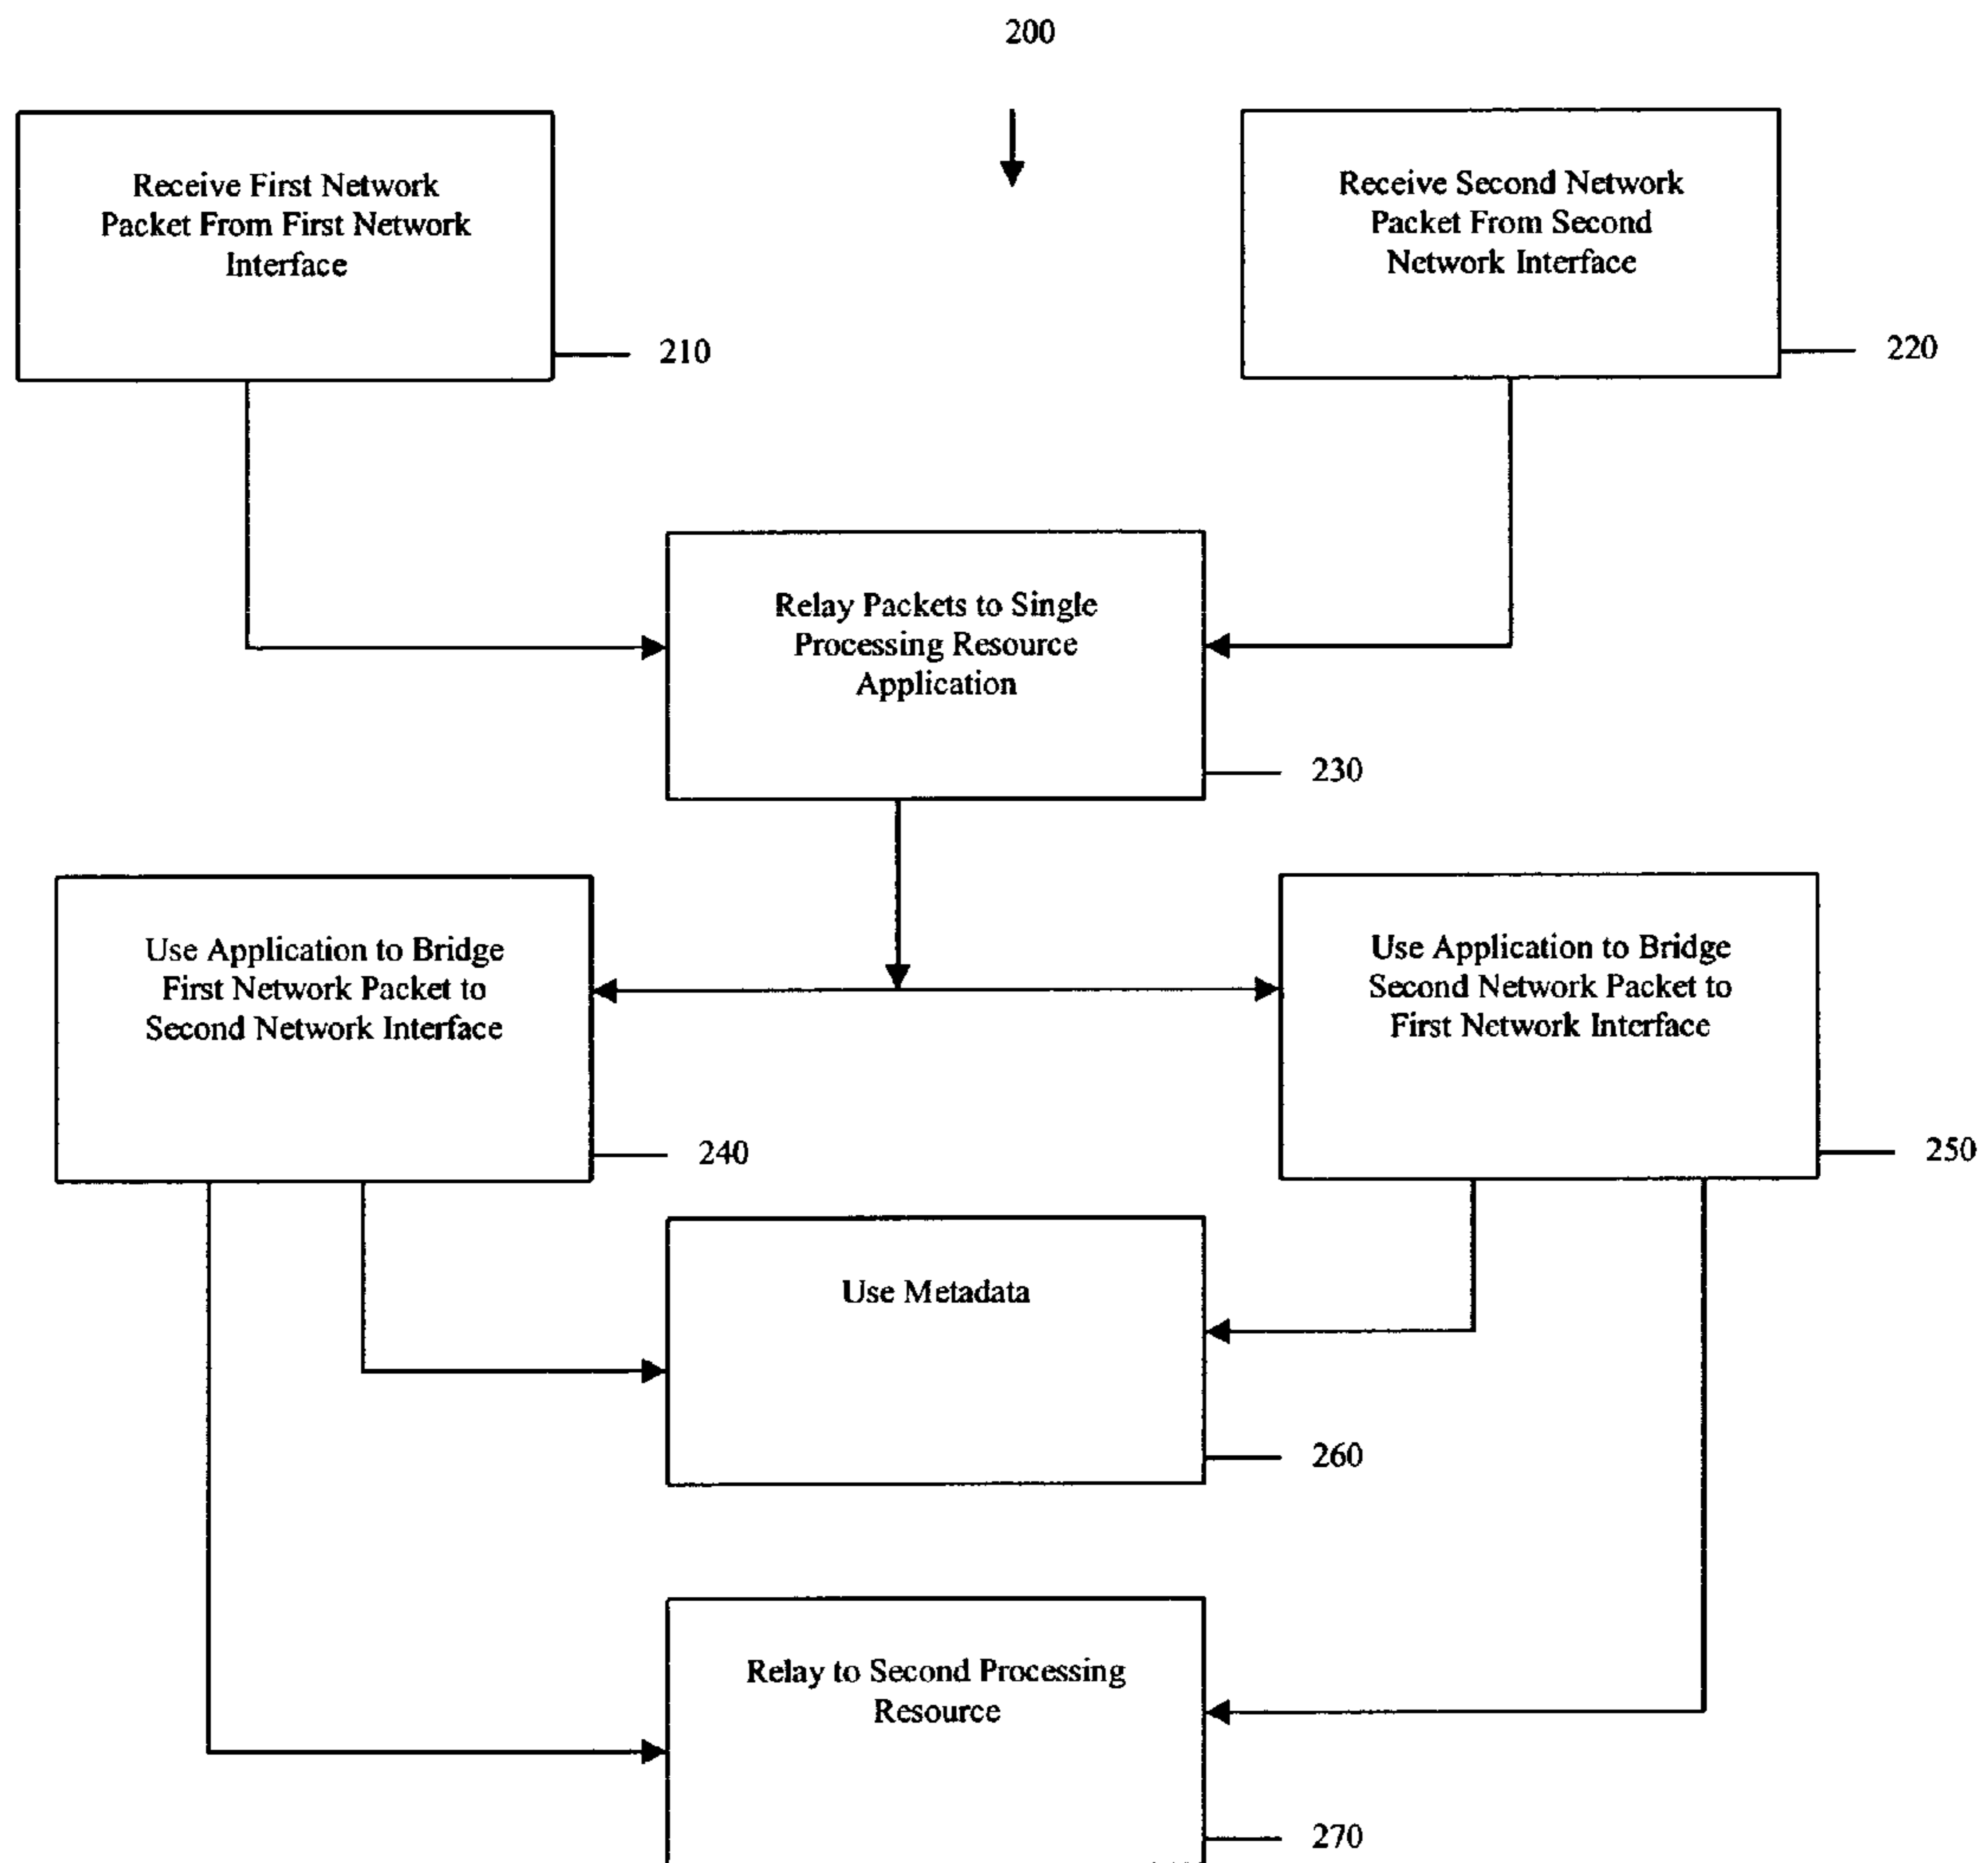 200
Receive First Network
Packet From First Network
Interface
210
Receive Second Network
Packet From Second
Network Interface
220
Relay Packets to Single
Processing Resource
Application
230
Use Application to Bridge
First Network Packet to
Second Network Interface
240
Use Application to Bridge
Second Network Packet to
First Network Interface
250
Use Metadata
260
Relay to Second Processing
Resource
270